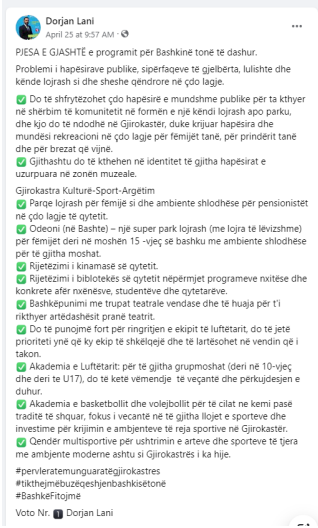 Dorjan Lani
April 25 at 9:57 AM ·
PJESA E GJASHTË e programit për Bashkinë tonë të dashur.
Problemi i hapësirave publike, sipërfaqeve të gjelbërta, lulishte dhe
kënde lojrash si dhe sheshe qëndrore në çdo lagje.
✅ Do të shfrytëzohet çdo hapësirë e mundshme publike për ta kthyer
në shërbim të komunitetit në formën e një këndi lojrash apo parku,
dhe kjo do të ndodhë në Gjirokastër, duke krijuar hapësira dhe
mundësi rekreacioni në çdo lagje për fëmijët tanë, për prindërit tanë
dhe për brezat që vijnë.
✅ Gjithashtu do të kthehen në identitet të gjitha hapësirat e
uzurpuara në zonën muzeale.
Gjirokastra Kulturë-Sport-Argëtim
✅ Parqe lojrash për fëmijë si dhe ambiente shlodhëse për pensionistët
në çdo lagje të qytetit.
✅ Odeoni (në Bashte) – një super park lojrash (me lojra të lëvizshme)
për fëmijët deri në moshën 15 -vjeç së bashku me ambiente shlodhëse
për të gjitha moshat.
✅ Rijetëzimi i kinamasë së qytetit.
✅ Rijetëzimi i bibloteкës së qytetit nëpërmjet programeve nxitëse dhe
konkrete afër nxënësve, studentëve dhe qytetarëve.
✅ Bashkëpunimi me trupat teatrale vendase dhe të huaja për t'i
rikthyer artëdashësit pranë teatrit.
✅ Do të punojmë fort për ringritjen e ekipit të luftëtarit, do të jetë
prioriteti ynë që ky ekip të shkëlqejë dhe të lartësohet në vendin që i
takon.
✅ Akademia e Luftëtarit: për të gjitha grupmoshat (deri në 10-vjeç
dhe deri te U17), do të ketë vëmendje  të veçantë dhe përkujdesjen e
duhur.
✅ Akademia e basketbollit dhe volejbollit për të cilat ne kemi pasë
traditë të shquar, fokus i vecantë në të gjitha llojet e sporteve dhe
investime për krijimin e ambjenteve të reja sportive në Gjirokastër.
✅ Qendër multisportive për ushtrimin e arteve dhe sporteve të tjera
me ambiente moderne ashtu si Gjirokastrës i ka hije.
#pervleratemunguaratëgjirokastres
#tikthejmëbuzëqeshjenbashkisëtonë
#BashkëFitojmë
Voto Nr. 1 Dorjan Lani